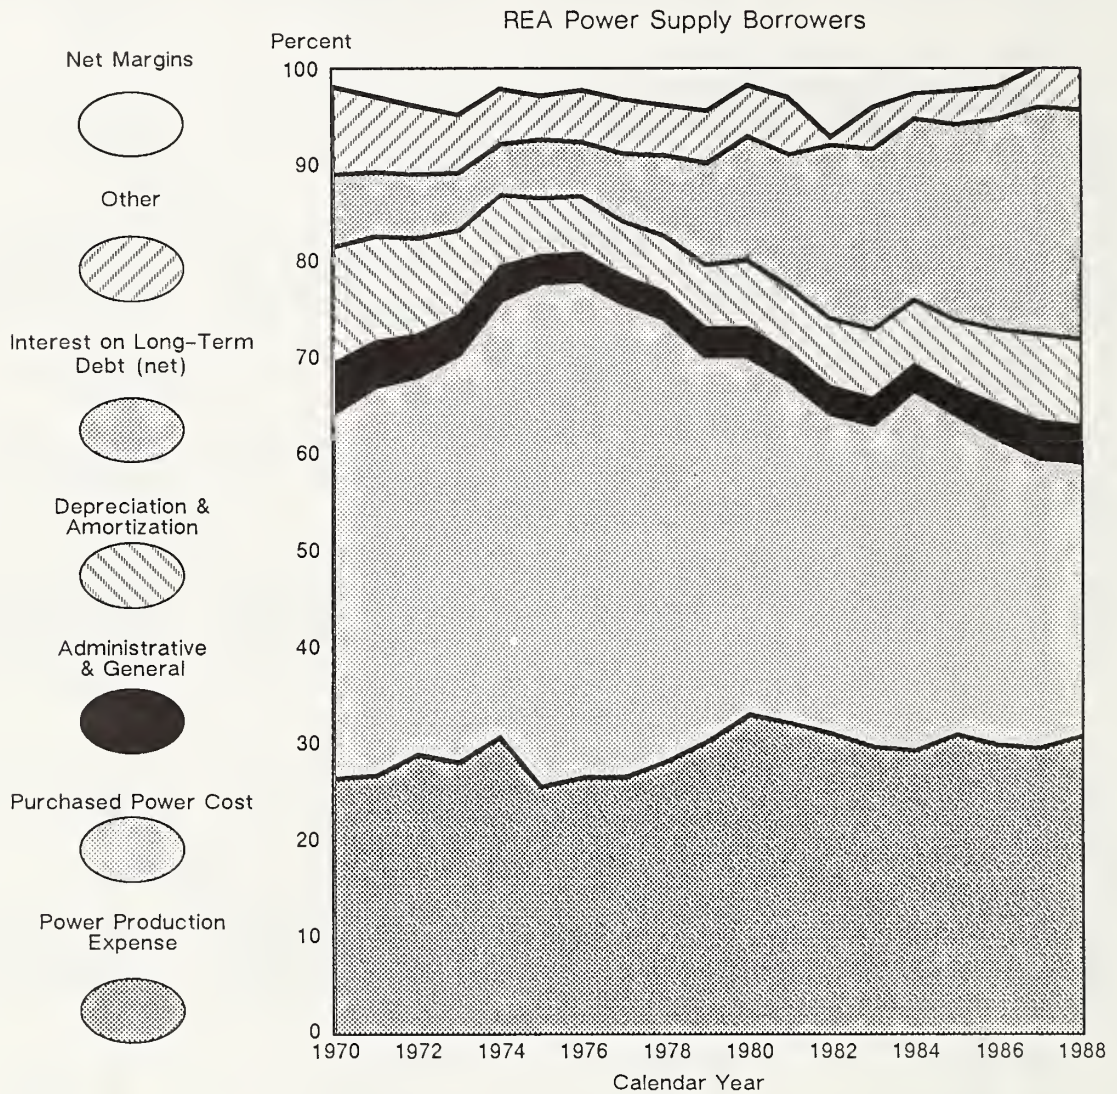 REA Power Supply Borrowers
Net Margins
Other
Interest on Long-Term
Debt (net)
Depreciation &
Amortization
Administrative
& General
Purchased Power Cost
Power Production
Expense
Percent
100
90
80
70
60
50
40
30
20
10
0
1970 1972 1974 1976 1978 1980 1982 1984 1986 1988
Calendar Year